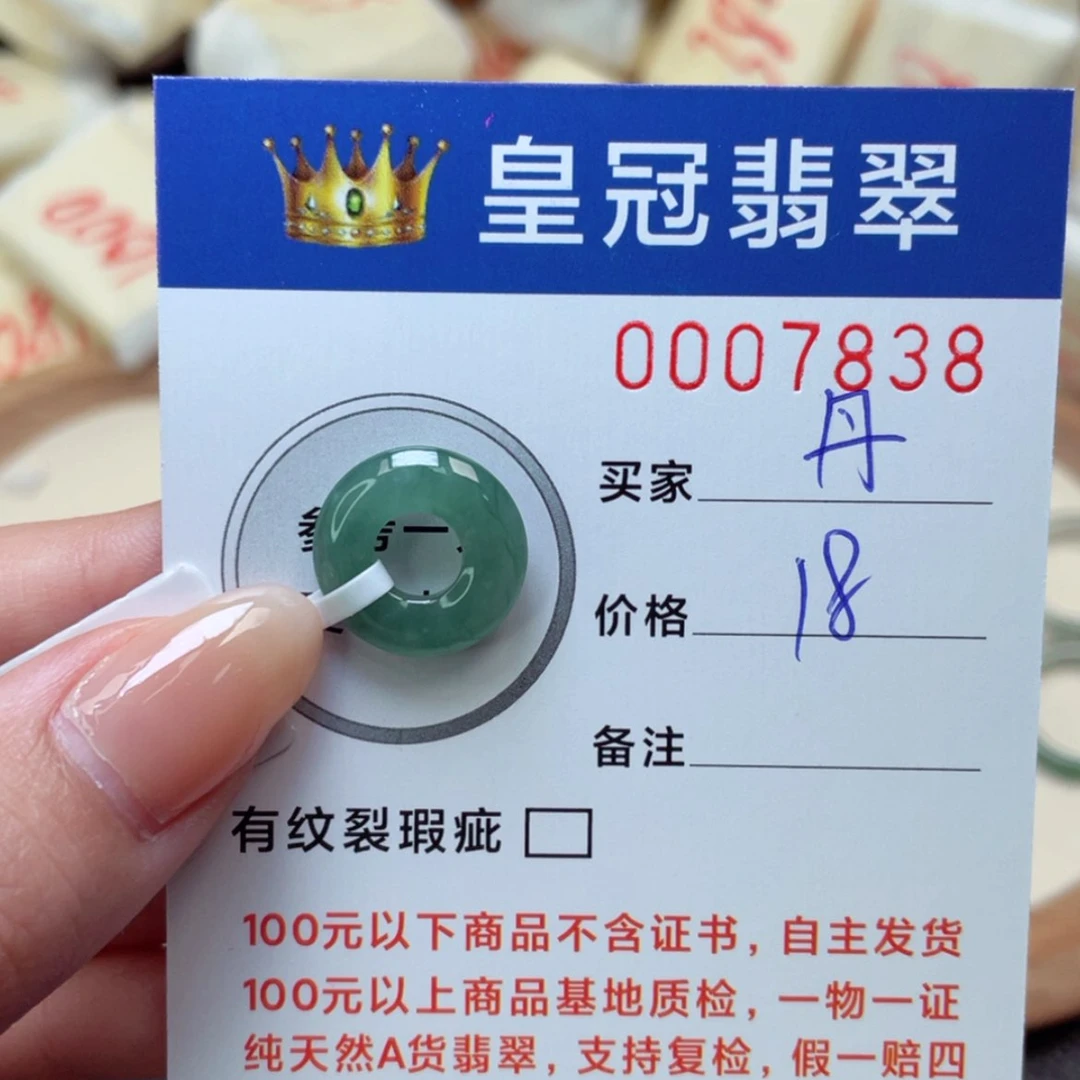 皇冠翡翠
0007838
买家 丹
价格 18
备注
有纹裂瑕疵
100元以下商品不含证书，自主发货
100元以上商品基地质检，一物一证
纯天然A货翡翠，支持复检，假一赔四